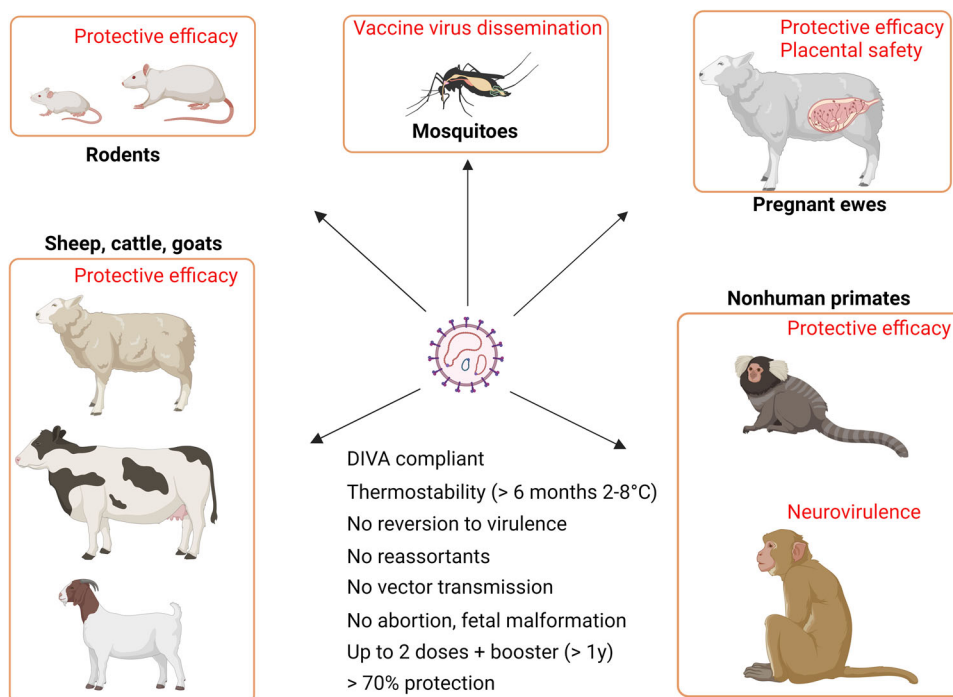 Protective efficacy
Rodents
Vaccine virus dissemination
Mosquitoes
Protective efficacy
Placental safety
Pregnant ewes
Sheep, cattle, goats
Protective efficacy
Nonhuman primates
Protective efficacy
Neurovirulence
DIVA compliant
Thermostability (> 6 months 2-8°C)
No reversion to virulence
No reassortants
No vector transmission
No abortion, fetal malformation
Up to 2 doses + booster (> 1y)
> 70% protection